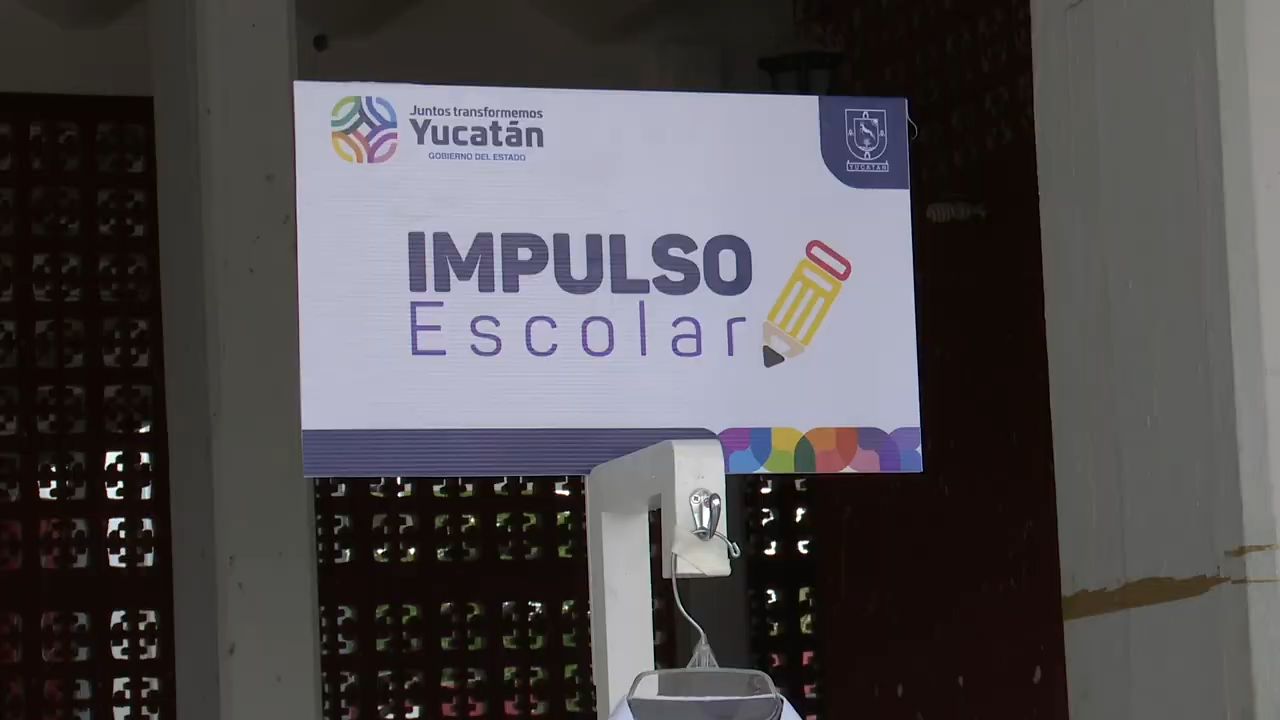 Juntos transformemos
Yucatán
GOBIERNO DEL ESTADO
YUCATÁN
IMPULSO
Escolar